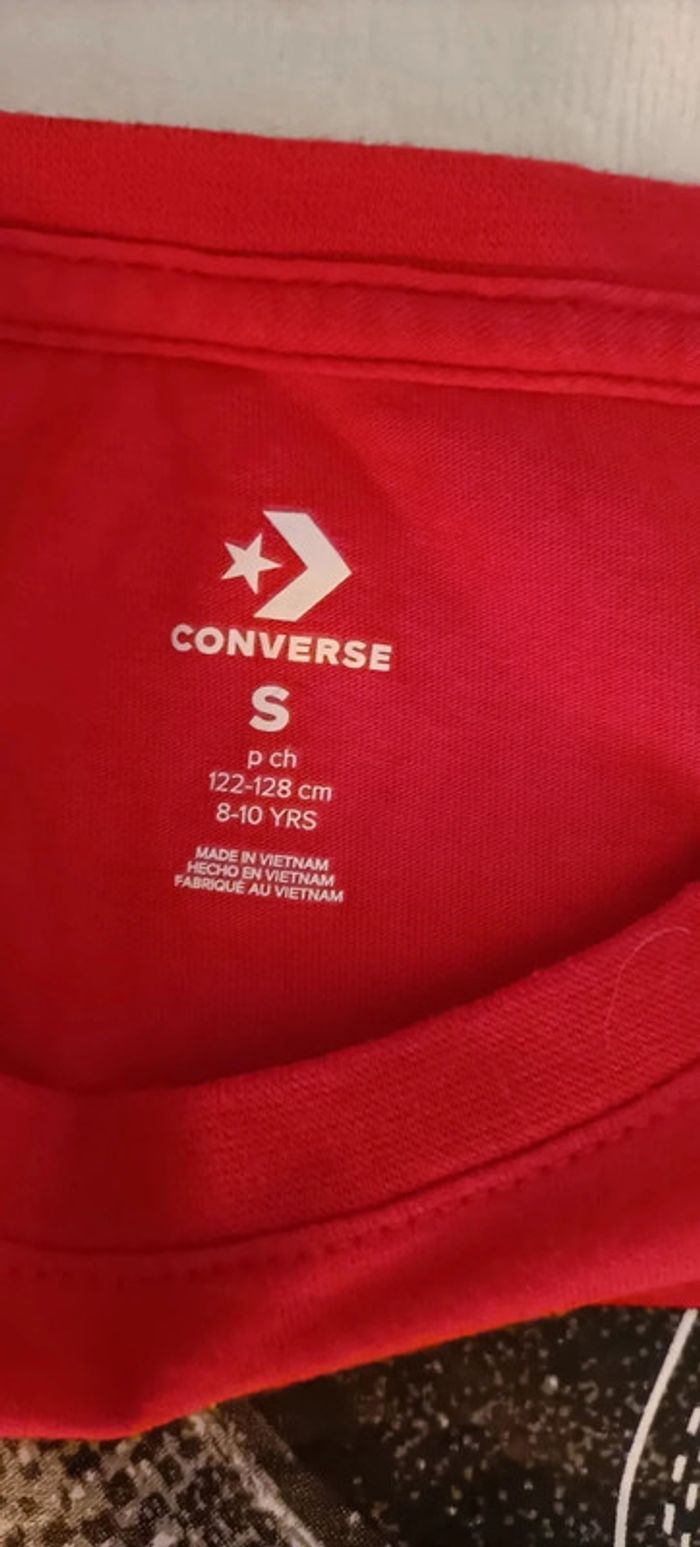 CONVERSE
S
p ch
122-128 cm
8-10 YRS
MADE IN VIETNAM
HECHO EN VIETNAM
FABRIQUÉ AU VIETNAM